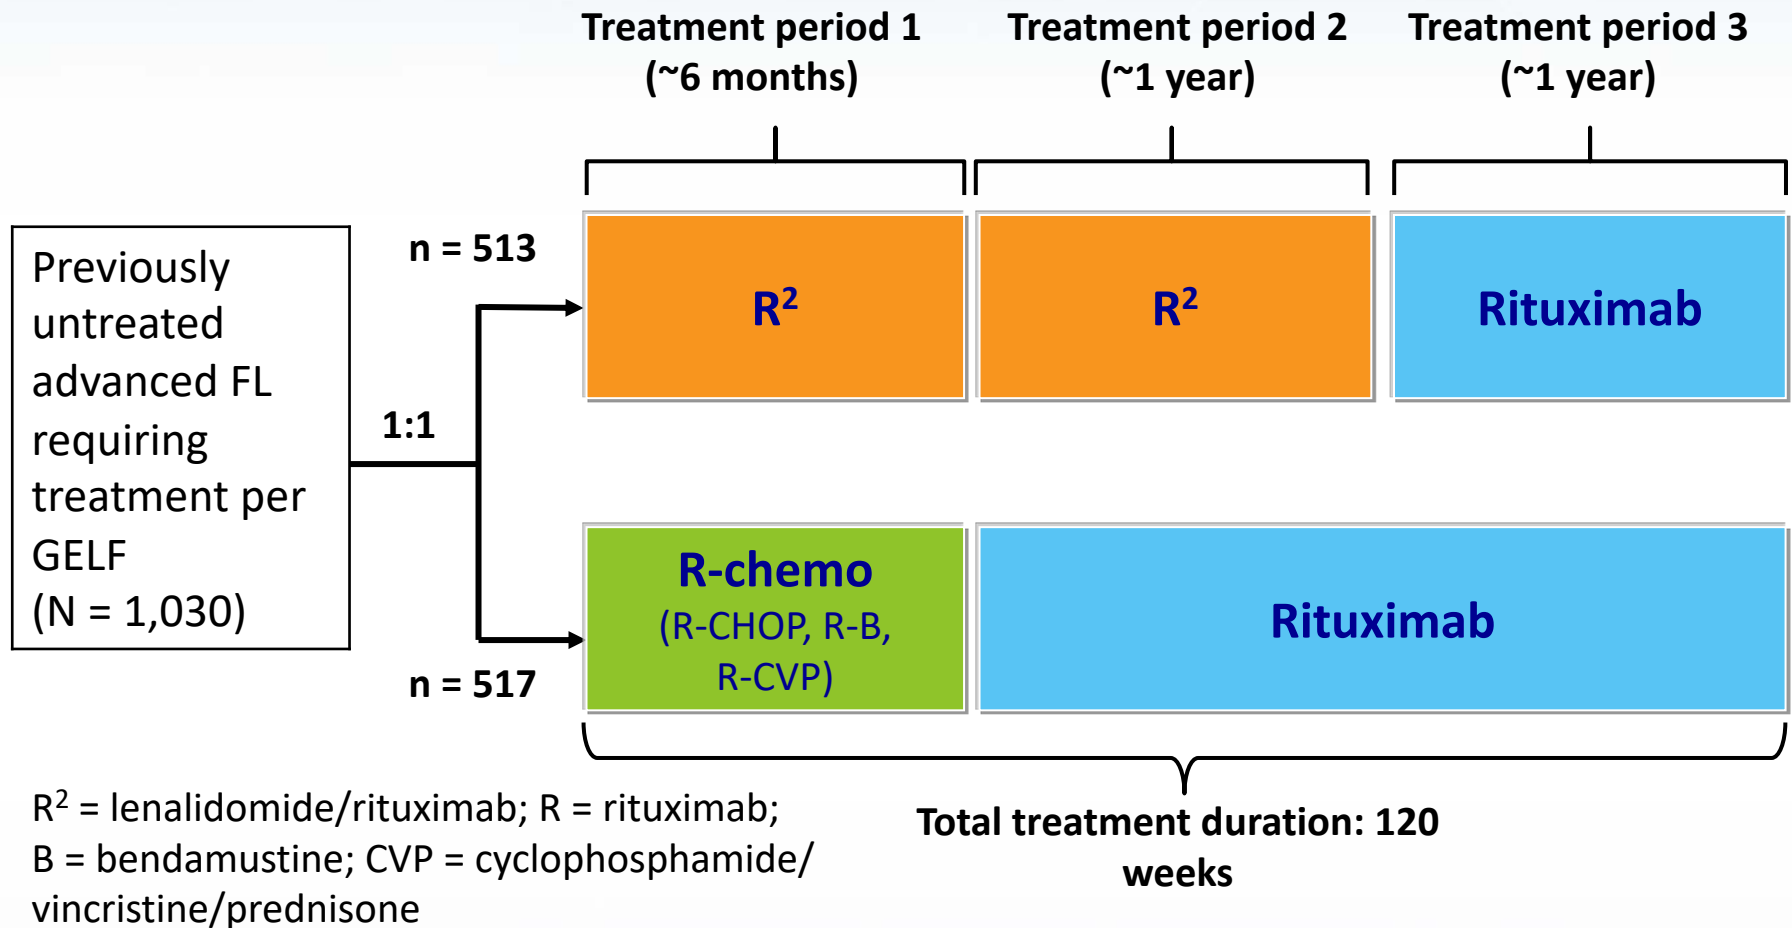 Treatment period 1
(~6 months)
Treatment period 2
(~1 year)
Treatment period 3
(~1 year)
Previously
untreated
advanced FL
requiring
treatment per
GELF
(N = 1,030)
1:1
n = 513
R²
R²
Rituximab
n = 517
R-chemo
(R-CHOP, R-B,
R-CVP)
Rituximab
Total treatment duration: 120
weeks
R² = lenalidomide/rituximab; R = rituximab;
B = bendamustine; CVP = cyclophosphamide/
vincristine/prednisone